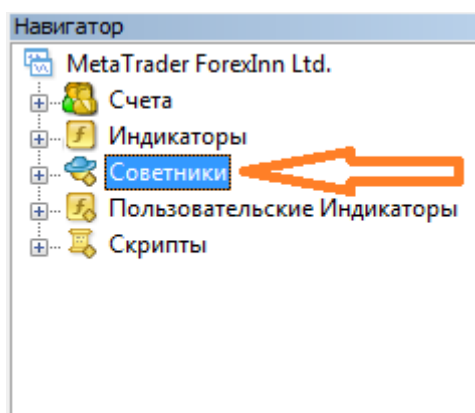 Навигатор
MetaTrader ForexInn Ltd.
Счета
Индикаторы
Советники
Пользовательские Индикаторы
Скрипты